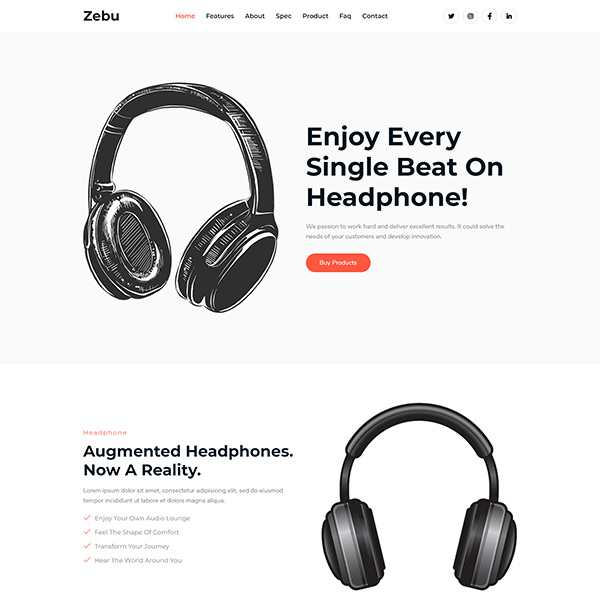 Zebu
Home Features About Spec Product Faq Contact
Enjoy Every
Single Beat On
Headphone!
We passion to work hard and deliver excellent results. It could solve the
needs of your customers and develop innovation.
Buy Products
Headphone
Augmented Headphones.
Now A Reality.
Lorem ipsum dolor sit amet, consectetur adipisicing elit, sed do eiusmod
tempor incididunt ut labore et dolore magna aliqua.
Enjoy Your Own Audio Lounge
Feel The Shape Of Comfort
Transform Your Journey
Hear The World Around You